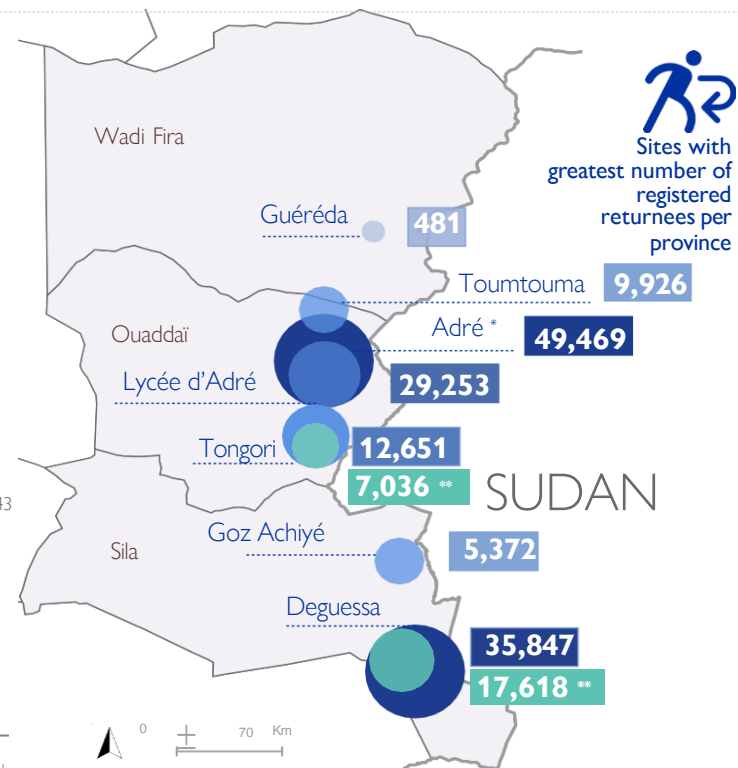 Sites with
greatest number of
registered
returnees per
province
Wadi Fira
Guéréda
481
Toumtouma
9,926
Ouaddaï
Adré *
49,469
Lycée d'Adré
29,253
Tongori
12,651
7,036 **
SUDAN
43
Goz Achiyé
5,372
Sila
Deguessa
35,847
17,618 **
0
70
Km